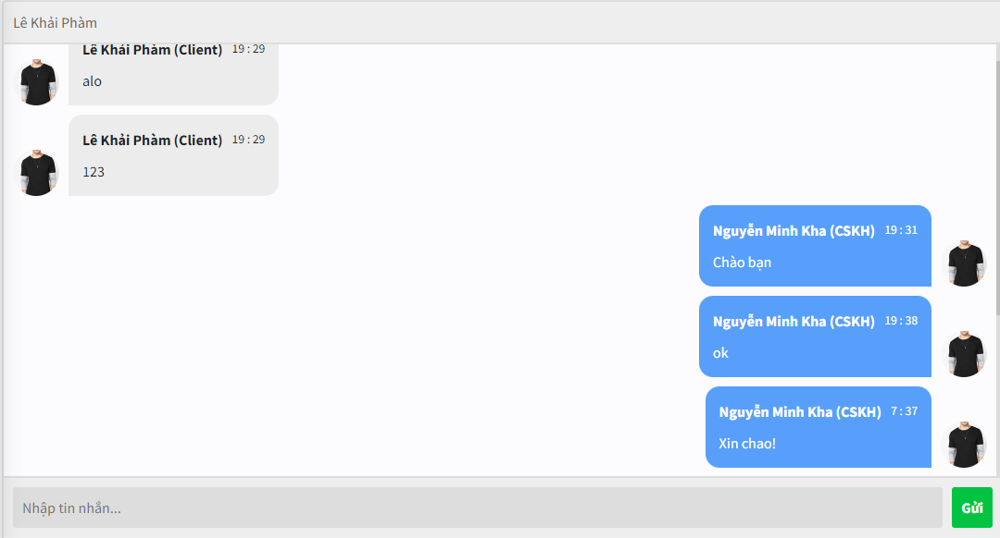 Lê Khải Phàm
Lê Khải Phàm (Client) 19 : 29
alo
Lê Khải Phàm (Client) 19 : 29
123
Nguyễn Minh Kha (CSKH) 19 : 31
Chào bạn
Nguyễn Minh Kha (CSKH) 19 : 38
ok
Nguyễn Minh Kha (CSKH) 7 : 37
Xin chao!
Nhập tin nhắn...
Gửi